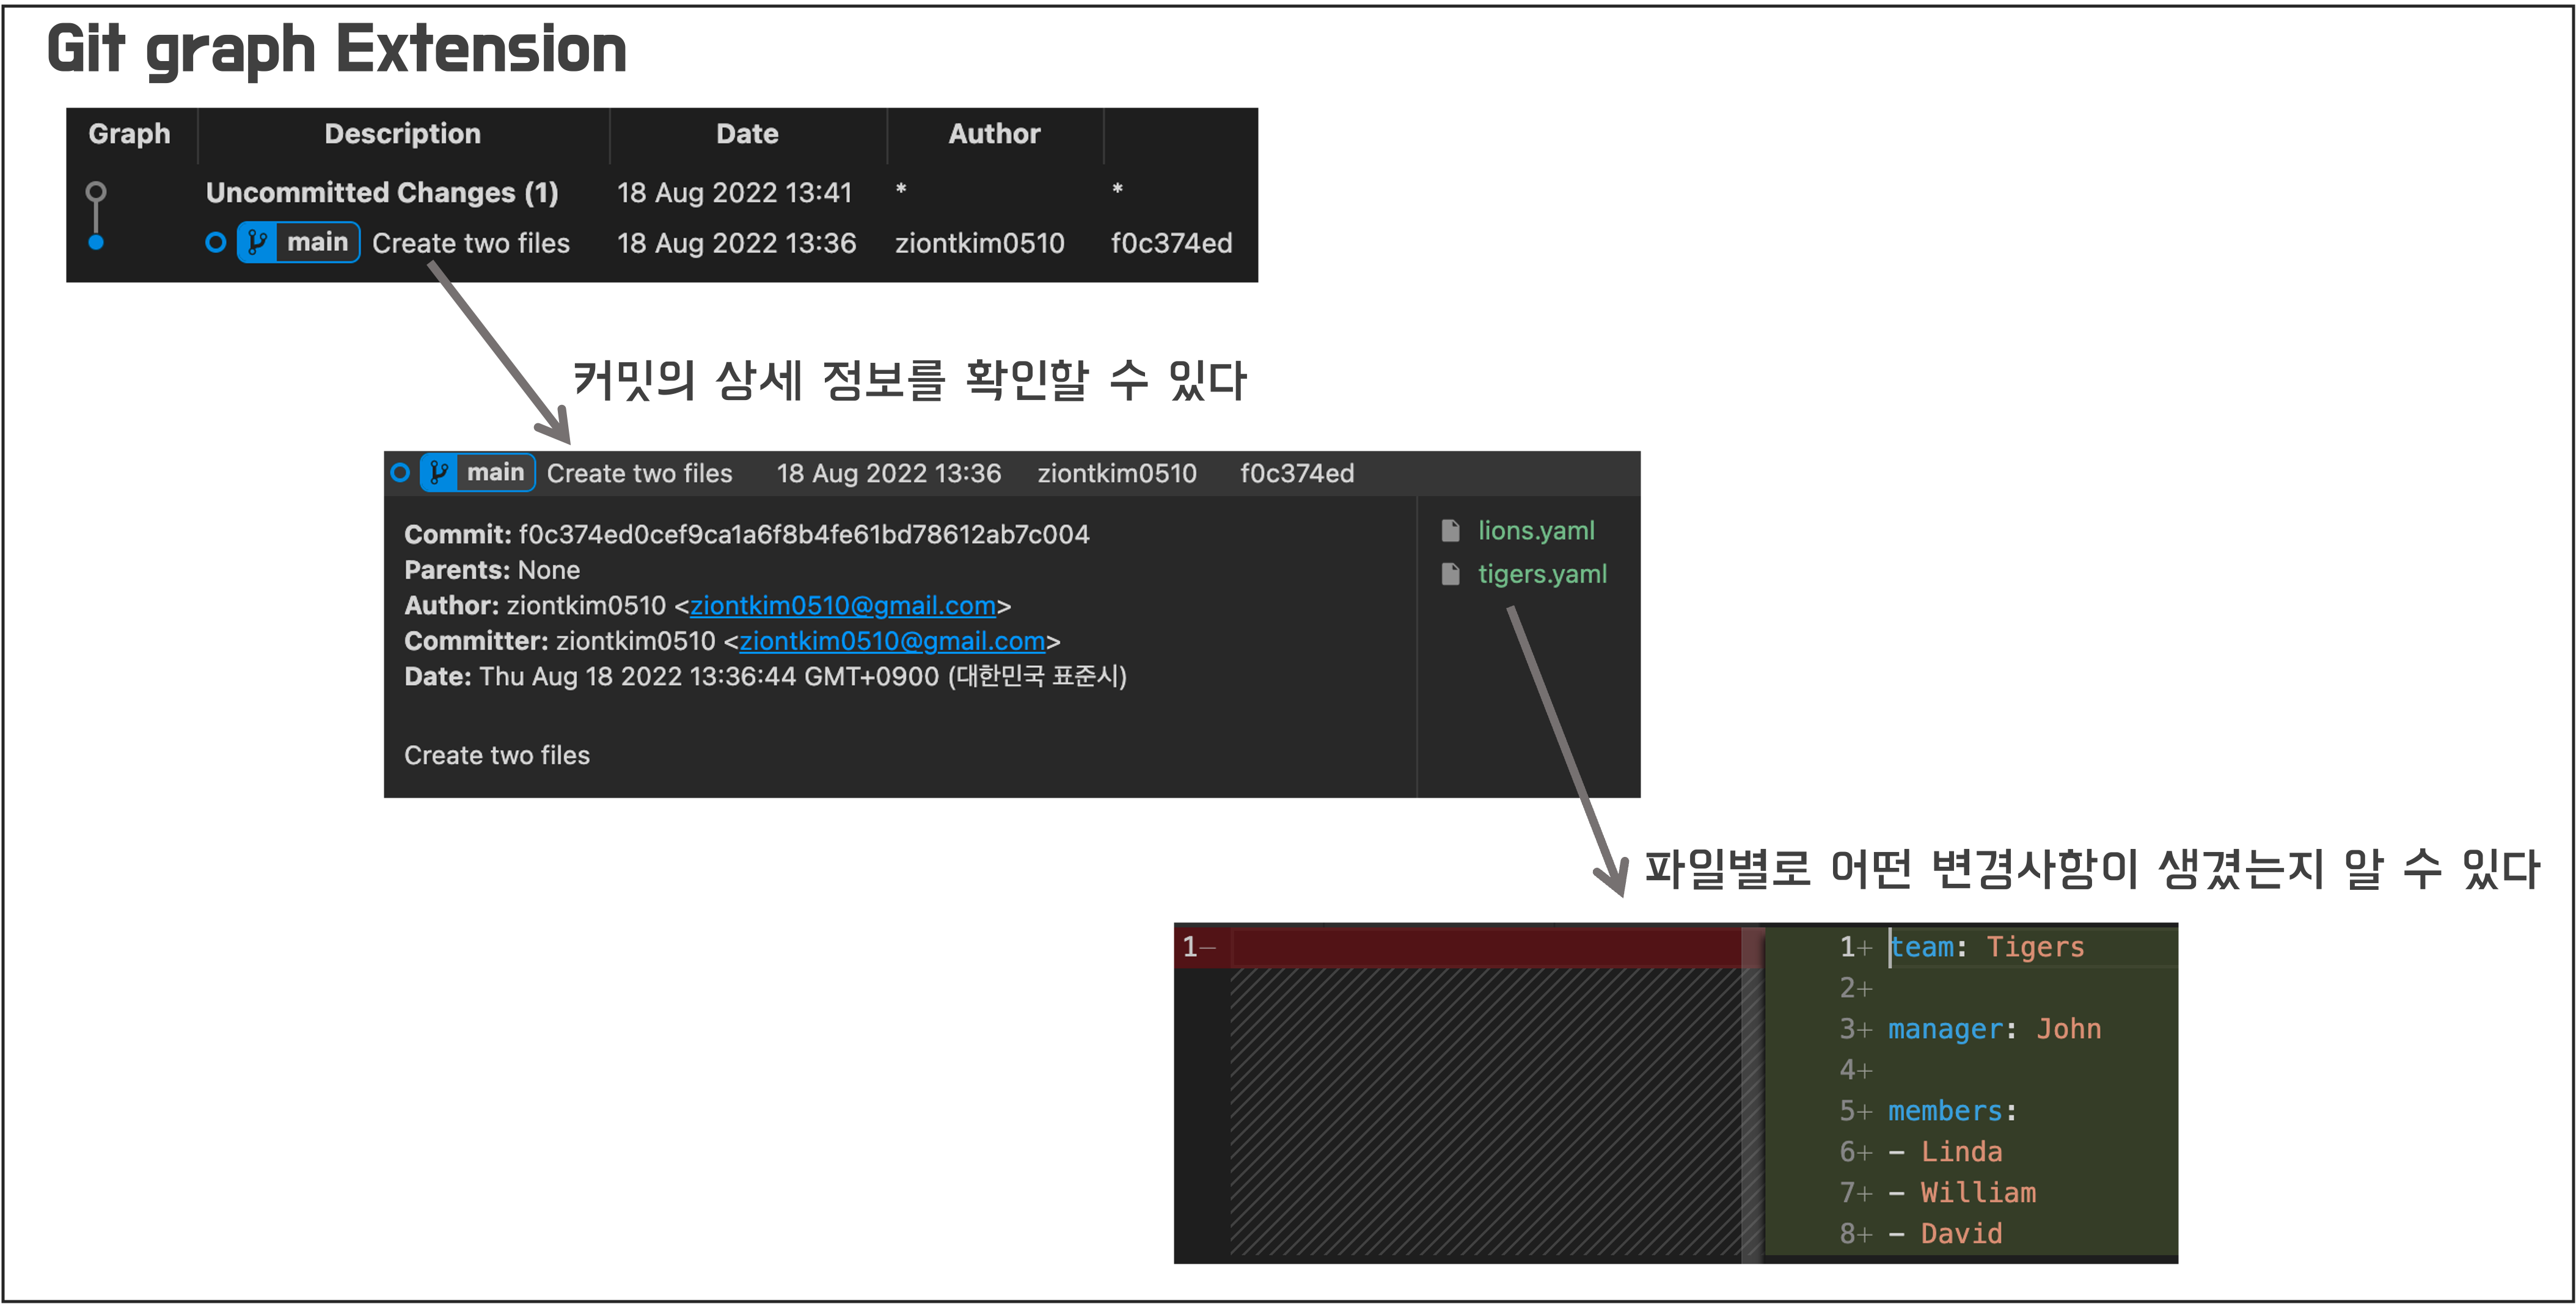 Git graph Extension
Graph Description Date Author
Uncommitted Changes (1) 18 Aug 2022 13:41 * *
main Create two files 18 Aug 2022 13:36 ziontkim0510 f0c374ed
커밋의 상세 정보를 확인할 수 있다
main Create two files 18 Aug 2022 13:36 ziontkim0510 f0c374ed
Commit: f0c374ed0cef9ca1a6f8b4fe61bd78612ab7c004
Parents: None
Author: ziontkim0510 <ziontkim0510@gmail.com>
Committer: ziontkim0510 <ziontkim0510@gmail.com>
Date: Thu Aug 18 2022 13:36:44 GMT+0900 (대한민국 표준시)
Create two files
lions.yaml
tigers.yaml
파일별로 어떤 변경사항이 생겼는지 알 수 있다
1−
1+ team: Tigers
2+
3+ manager: John
4+
5+ members:
6+ - Linda
7+ - William
8+ - David